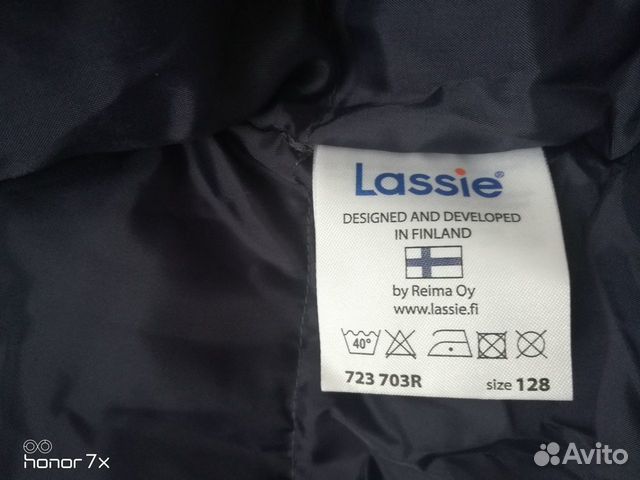 Lassie®
DESIGNED AND DEVELOPED
IN FINLAND
by Reima Oy
www.lassie.fi
40°
723 703R size 128
honor 7x
Avito